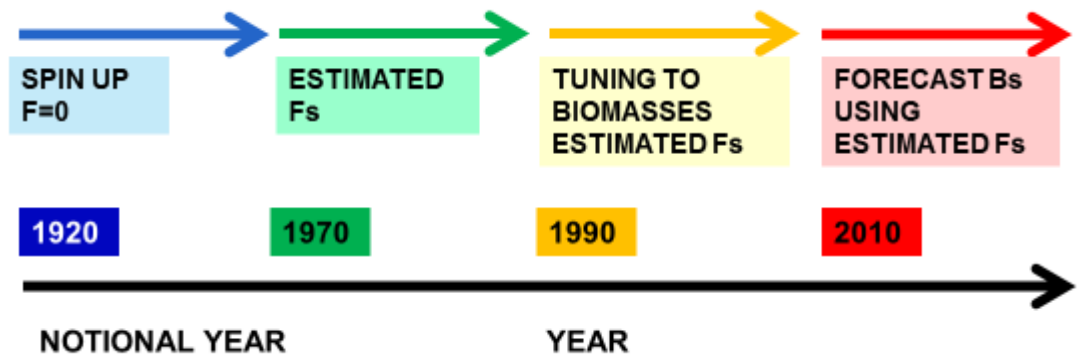 SPIN UP
F=0
ESTIMATED
Fs
TUNING TO
BIOMASSES
ESTIMATED Fs
FORECAST Bs
USING
ESTIMATED Fs
1920
1970
1990
2010
NOTIONAL YEAR
YEAR